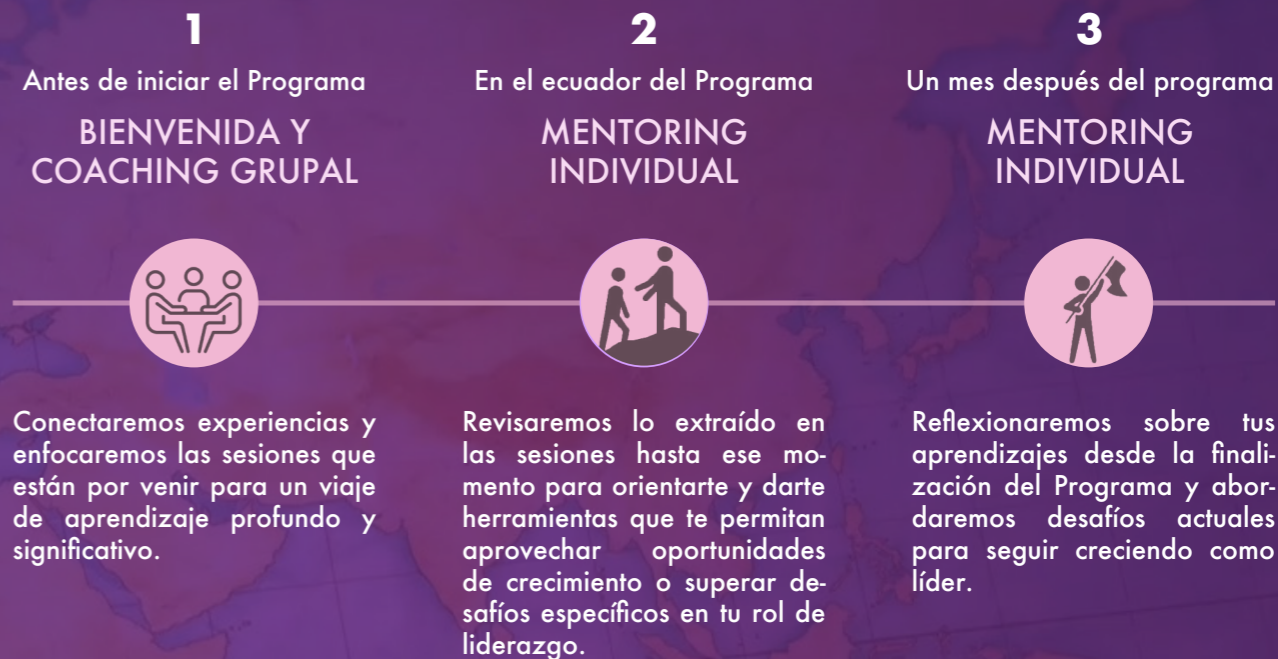 1
Antes de iniciar el Programa
BIENVENIDA Y
COACHING GRUPAL
Conectaremos experiencias y
enfocaremos las sesiones que
están por venir para un viaje
de aprendizaje profundo y
significativo.
2
En el ecuador del Programa
MENTORING
INDIVIDUAL
Revisaremos lo extraído en
las sesiones hasta ese mo-
mento para orientarte y darte
herramientas que te permitan
aprovechar oportunidades
de crecimiento o superar de-
safíos específicos en tu rol de
liderazgo.
3
Un mes después del programa
MENTORING
INDIVIDUAL
Reflexionaremos sobre tus
aprendizajes desde la finali-
zación del Programa y abor-
daremos desafíos actuales
para seguir creciendo como
líder.